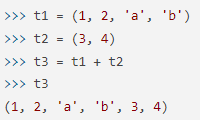 >>> t1 = (1, 2, 'a', 'b')
>>> t2 = (3, 4)
>>> t3 = t1 + t2
>>> t3
(1, 2, 'a', 'b', 3, 4)